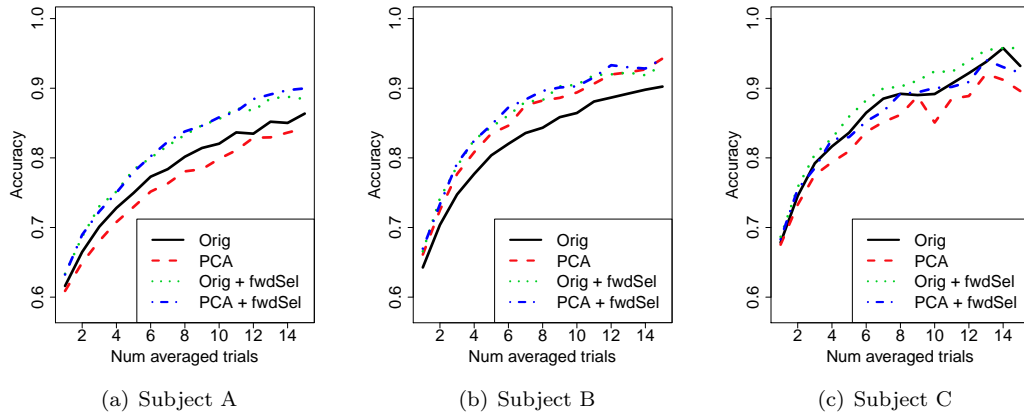 1.0
0.9
0.8
0.7
0.6
Accuracy
Orig
PCA
Orig + fwdSel
PCA + fwdSel
2 4 6 8 10 12 14
Num averaged trials
(a) Subject A
1.0
0.9
0.8
0.7
0.6
Accuracy
Orig
PCA
Orig + fwdSel
PCA + fwdSel
2 4 6 8 10 12 14
Num averaged trials
(b) Subject B
1.0
0.9
0.8
0.7
0.6
Accuracy
Orig
PCA
Orig + fwdSel
PCA + fwdSel
2 4 6 8 10 12 14
Num averaged trials
(c) Subject C